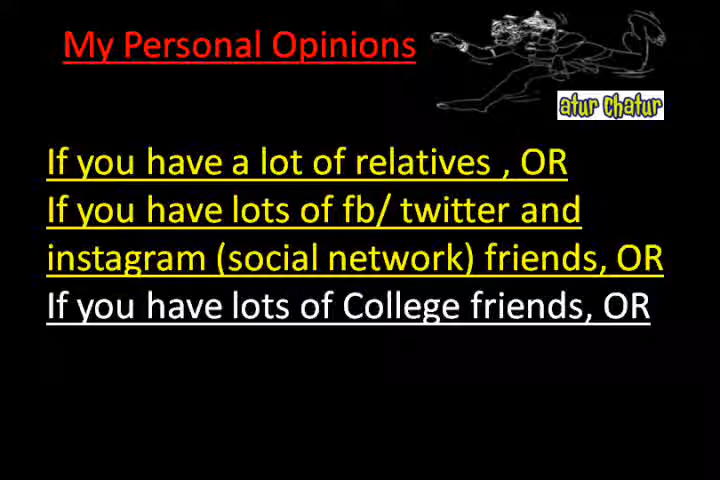 My Personal Opinions
atur chatur
If you have a lot of relatives , OR
If you have lots of fb/ twitter and
instagram (social network) friends, OR
If you have lots of College friends, OR